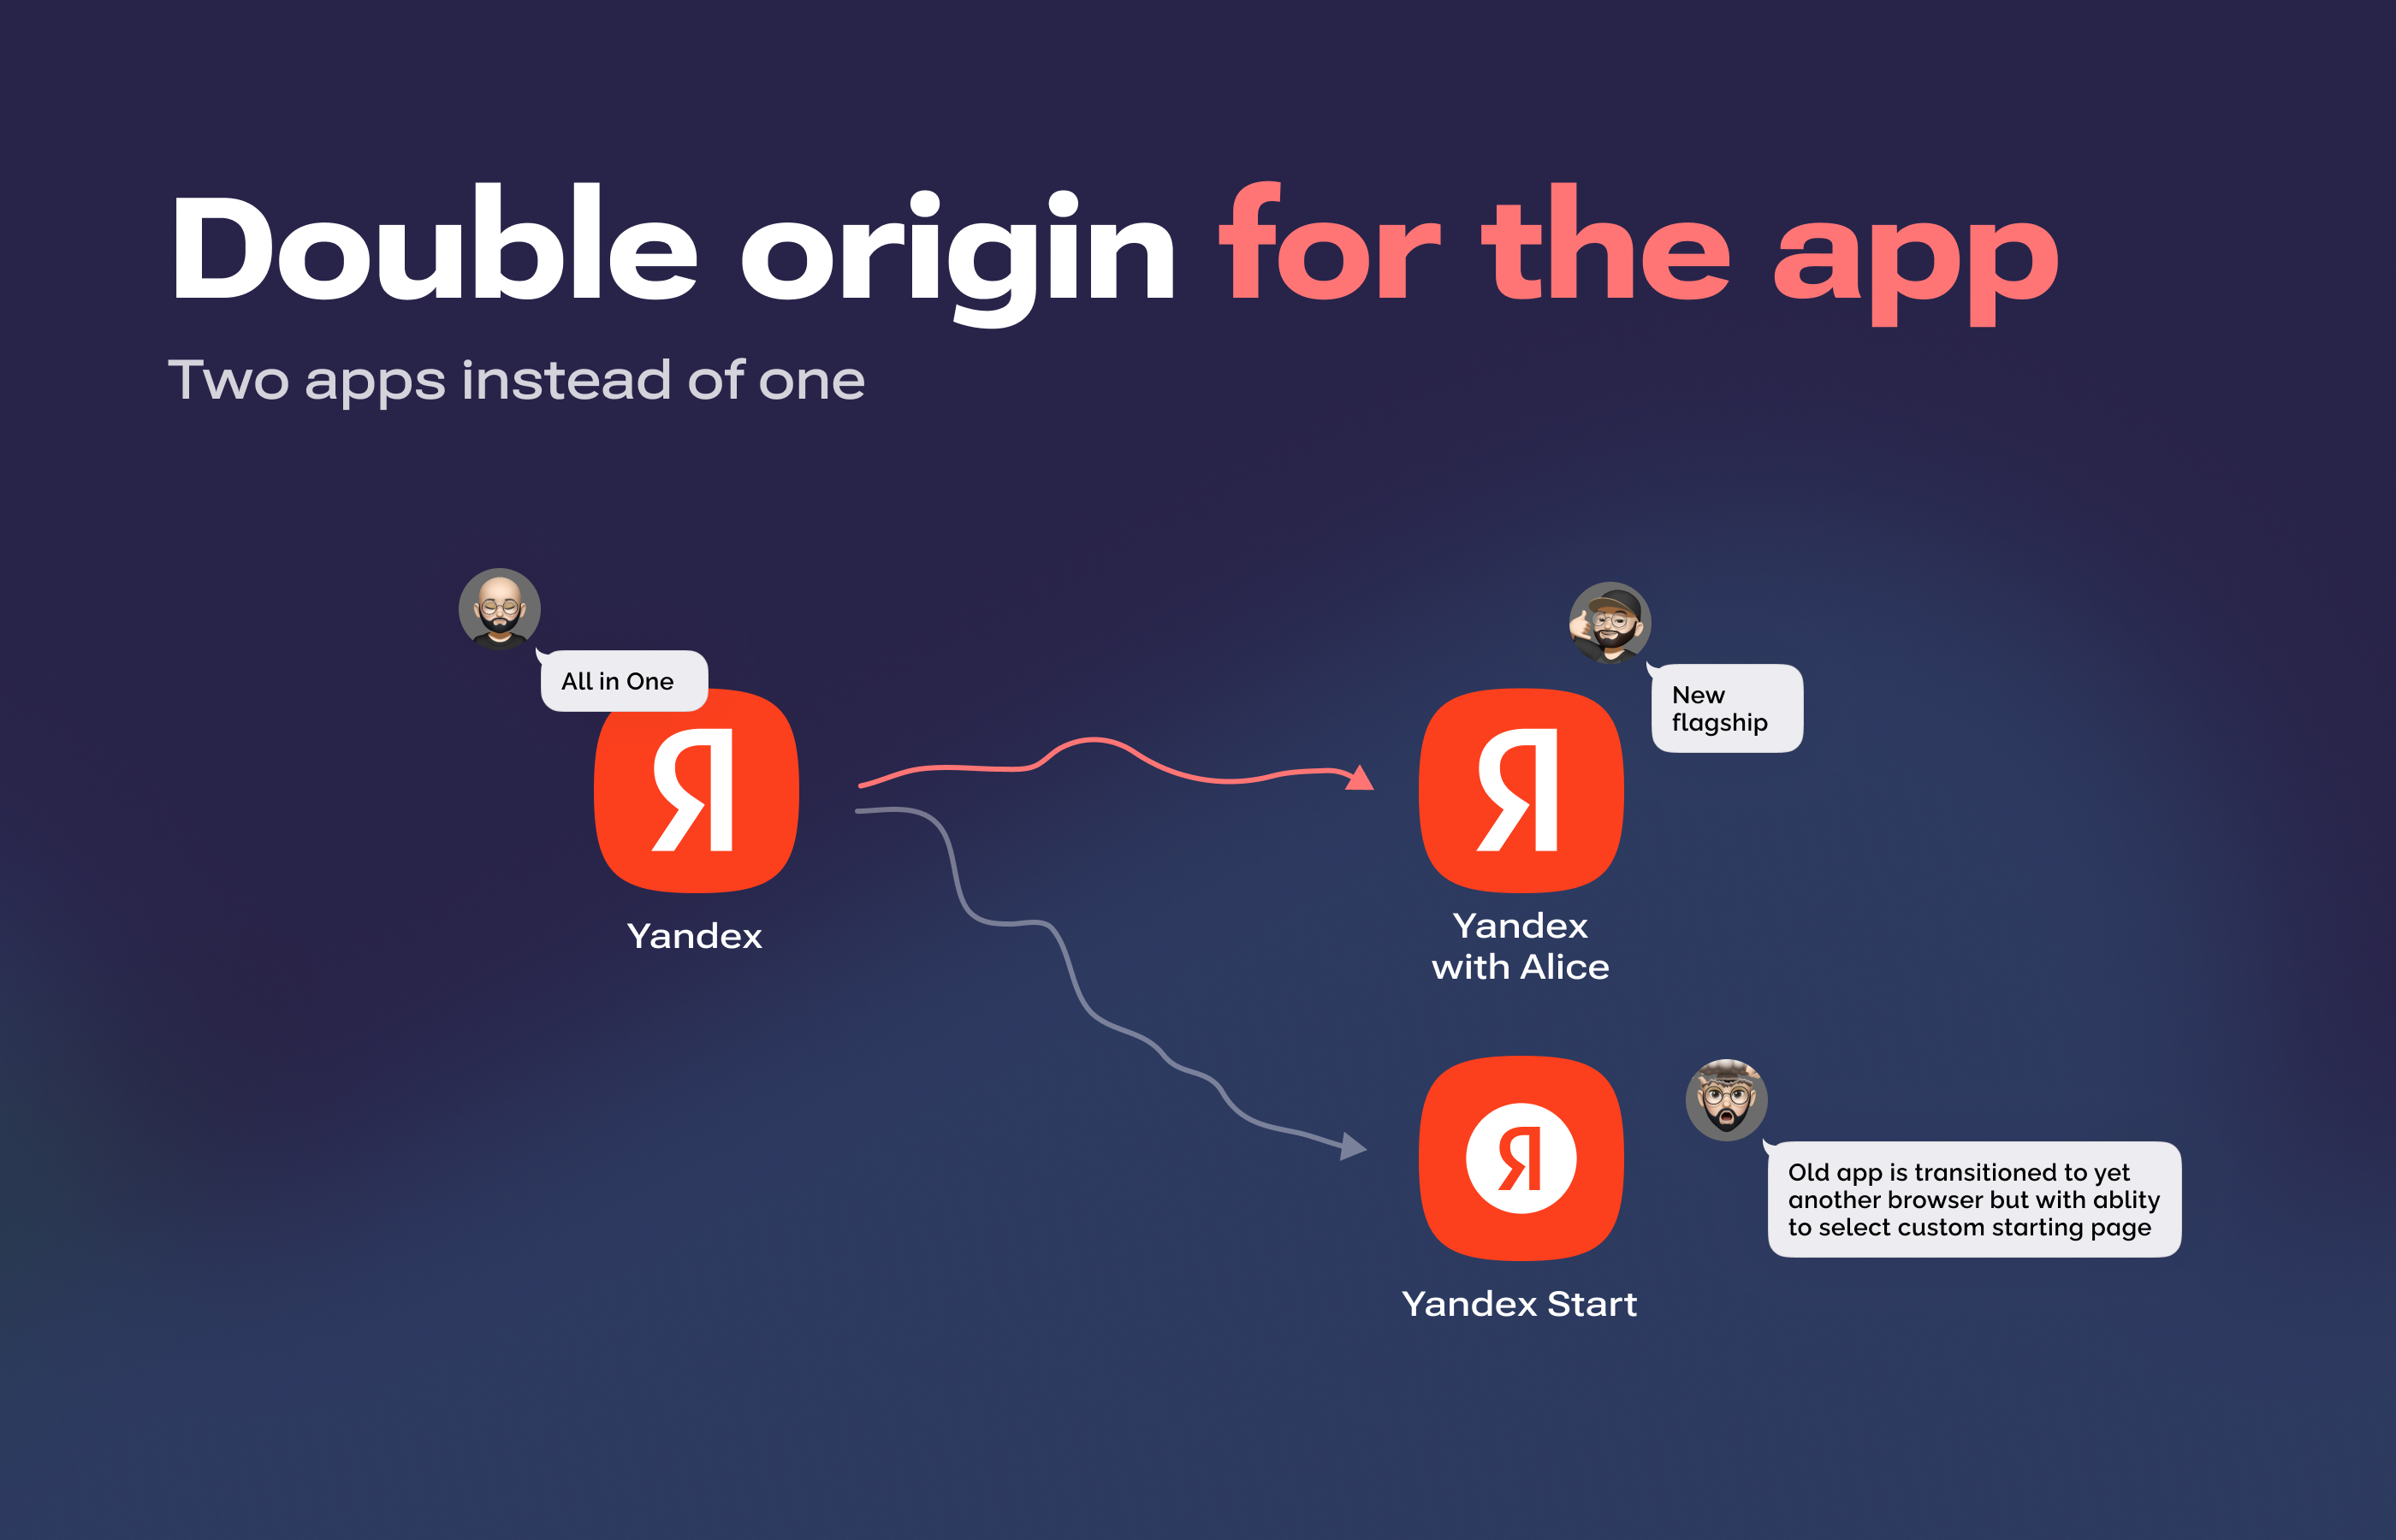 Double origin for the app
Two apps instead of one
All in One
Я
Yandex
New
flagship
Я
Yandex
with Alice
Я
Yandex Start
Old app is transitioned to yet
another browser but with ablity
to select custom starting page